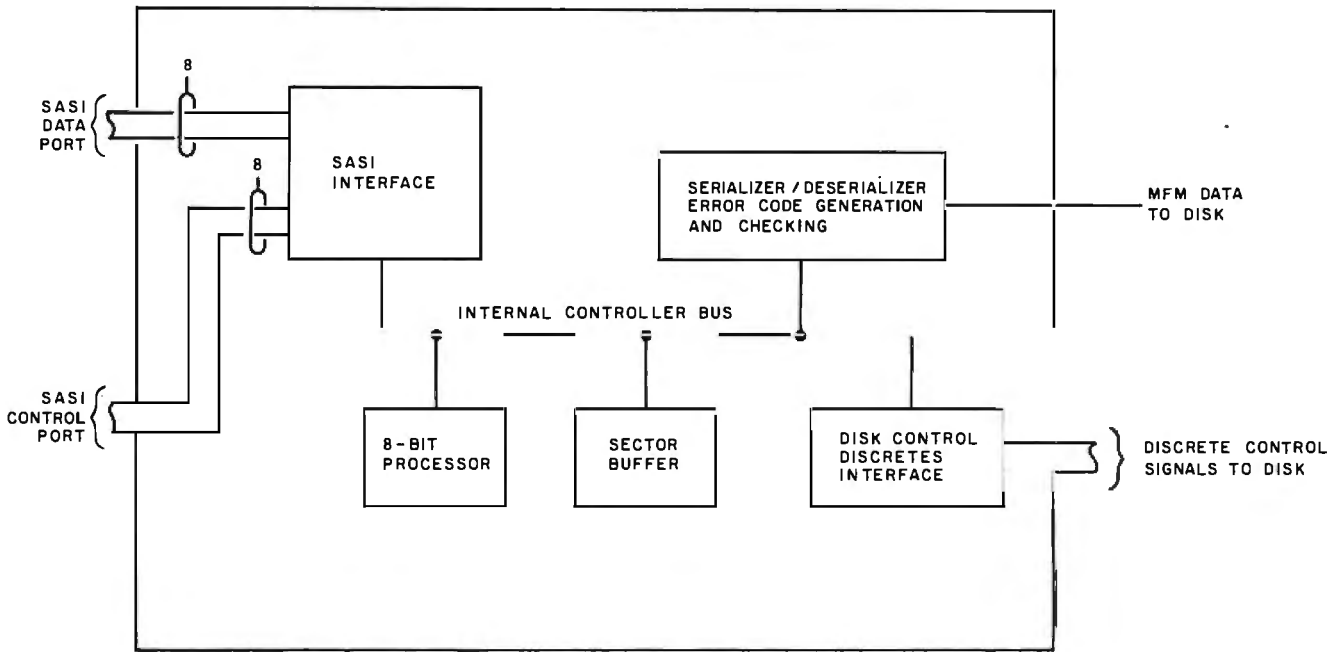 8
SASI
DATA
PORT
SASI
INTERFACE
8
SERIALIZER / DESERIALIZER
ERROR CODE GENERATION
AND CHECKING
MFM DATA
TO DISK
INTERNAL CONTROLLER BUS
SASI
CONTROL
PORT
8-BIT
PROCESSOR
SECTOR
BUFFER
DISK CONTROL
DISCRETES
INTERFACE
DISCRETE CONTROL
SIGNALS TO DISK